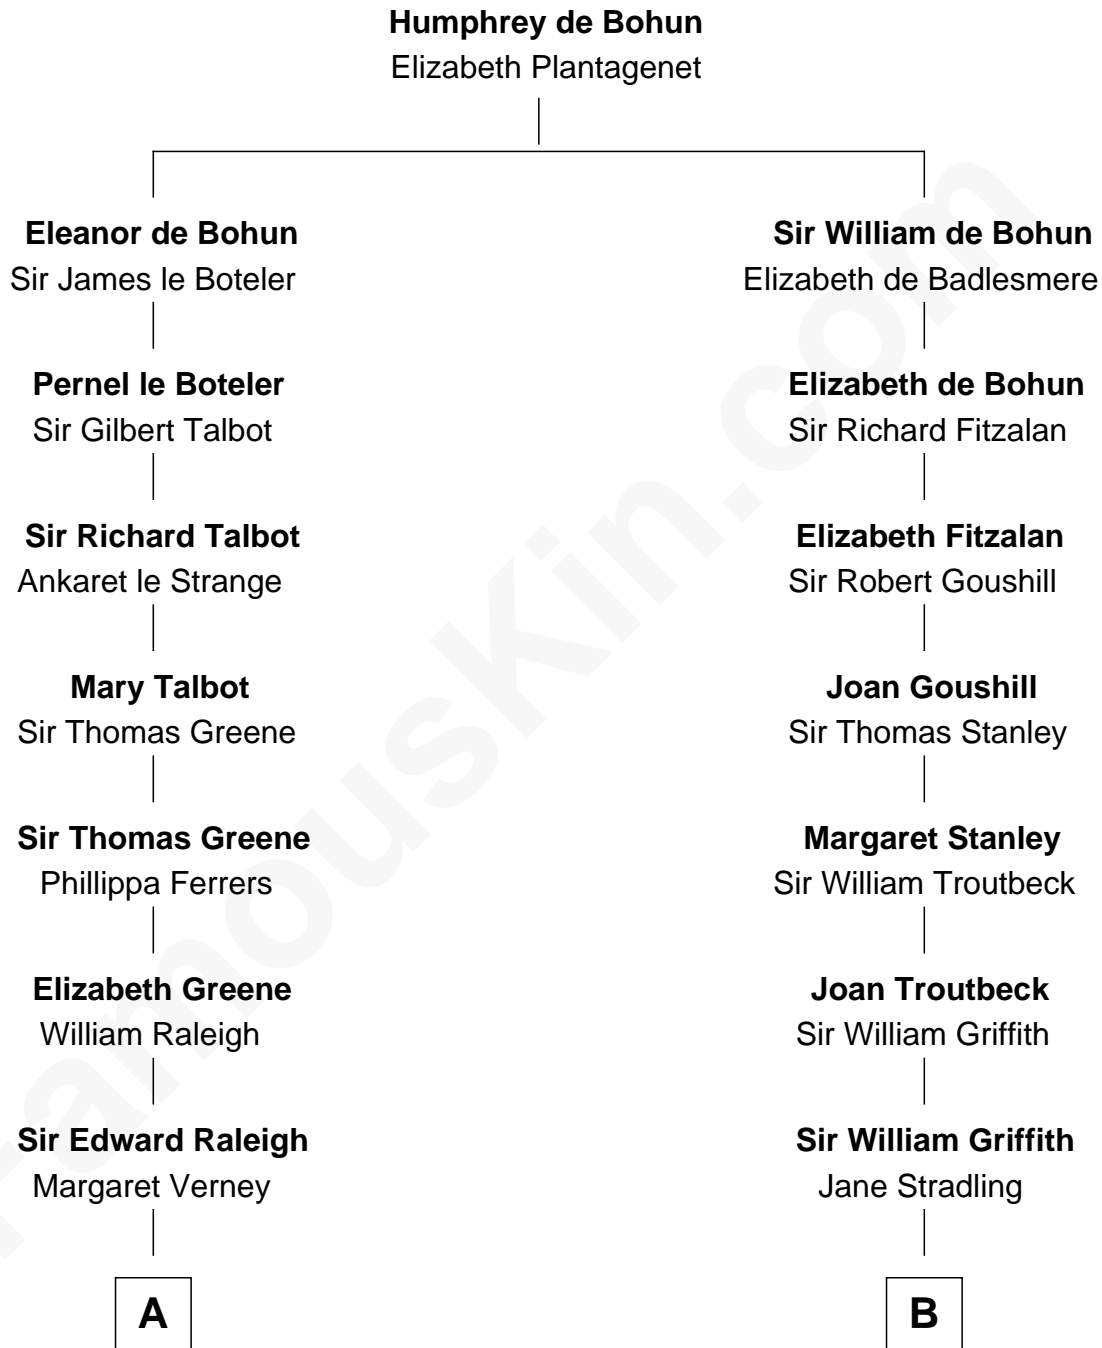 Humphrey de Bohun
Elizabeth Plantagenet
Eleanor de Bohun
Sir James le Boteler
Pernel le Boteler
Sir Gilbert Talbot
Sir Richard Talbot
Ankaret le Strange
Mary Talbot
Sir Thomas Greene
Sir Thomas Greene
Phillippa Ferrers
Elizabeth Greene
William Raleigh
Sir Edward Raleigh
Margaret Verney
A
Sir William de Bohun
Elizabeth de Badlesmere
Elizabeth de Bohun
Sir Richard Fitzalan
Elizabeth Fitzalan
Sir Robert Goushill
Joan Goushill
Sir Thomas Stanley
Margaret Stanley
Sir William Troutbeck
Joan Troutbeck
Sir William Griffith
Sir William Griffith
Jane Stradling
B
FamousKin.com